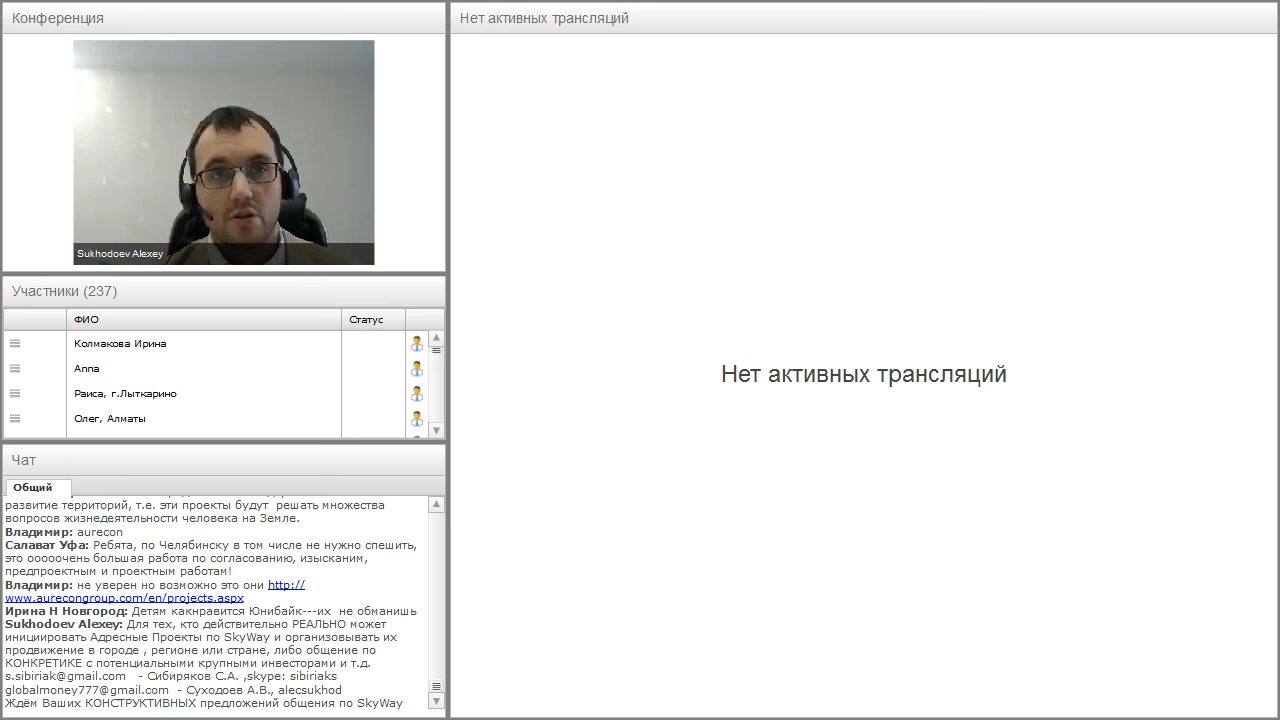 Конференция
Sukhodoev Alexey
Участники (237)
ФИО Статус
Колмакова Ирина
Anna
Раиса, г.Лыткарино
Олег, Алматы
Чат
Общий
развитие территорий, т.е. эти проекты будут решать множества
вопросов жизнедеятельности человека на Земле.
Владимир: aurecon
Салават Уфа: Ребята, по Челябинску в том числе не нужно спешить,
это ооооочень большая работа по согласованию, изысканим,
предпроектным и проектным работам!
Владимир: не уверен но возможно это они http://
www.aurecongroup.com/en/projects.aspx
Ирина Н Новгород: Детям какнравится Юнибайк---их не обманишь
Sukhodoev Alexey: Для тех, кто действительно РЕАЛЬНО может
инициировать Адресные Проекты по SkyWay и организовывать их
продвижение в городе , регионе или стране, либо общение по
КОНКРЕТИКЕ с потенциальными крупными инвесторами и т.д.
s.sibiriak@gmail.com - Сибиряков С.А. ,skype: sibiriaks
globalmoney777@gmail.com - Суходоев А.В., alecsukhod
Ждём Ваших КОНСТРУКТИВНЫХ предложений общения по SkyWay
Нет активных трансляций
Нет активных трансляций